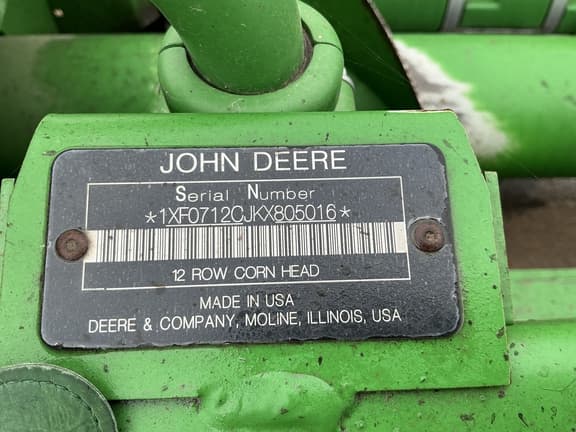 JOHN DEERE
Serial Number
*1XF0712CJKX805016*
12 ROW CORN HEAD
MADE IN USA
DEERE & COMPANY, MOLINE, ILLINOIS, USA